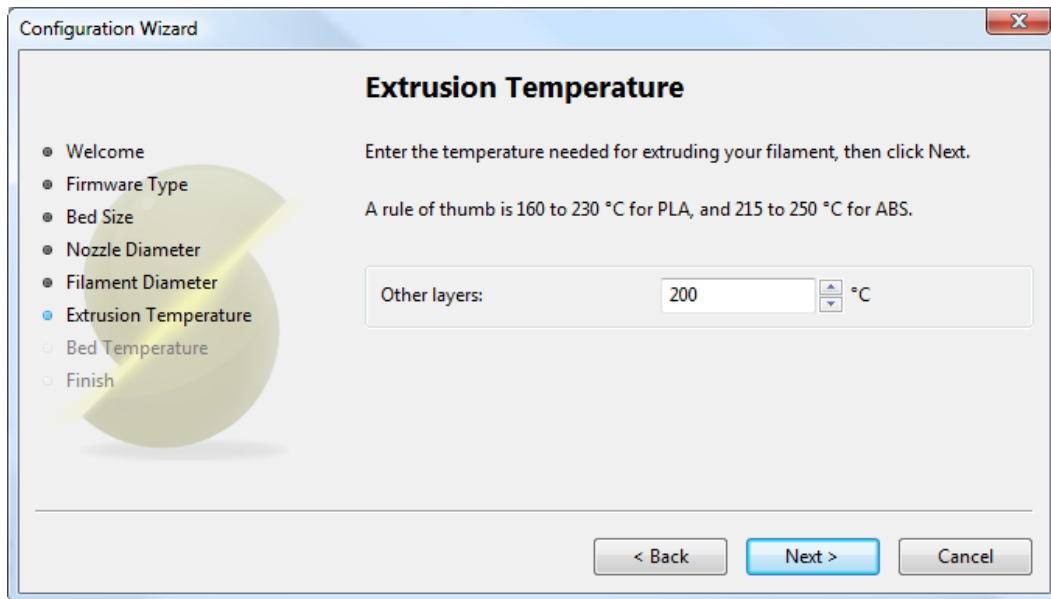 Configuration Wizard
Extrusion Temperature
Welcome
Firmware Type
Bed Size
Nozzle Diameter
Filament Diameter
Extrusion Temperature
Bed Temperature
Finish
Enter the temperature needed for extruding your filament, then click Next.
A rule of thumb is 160 to 230 °C for PLA, and 215 to 250 °C for ABS.
Other layers: 200 °C
< Back Next > Cancel